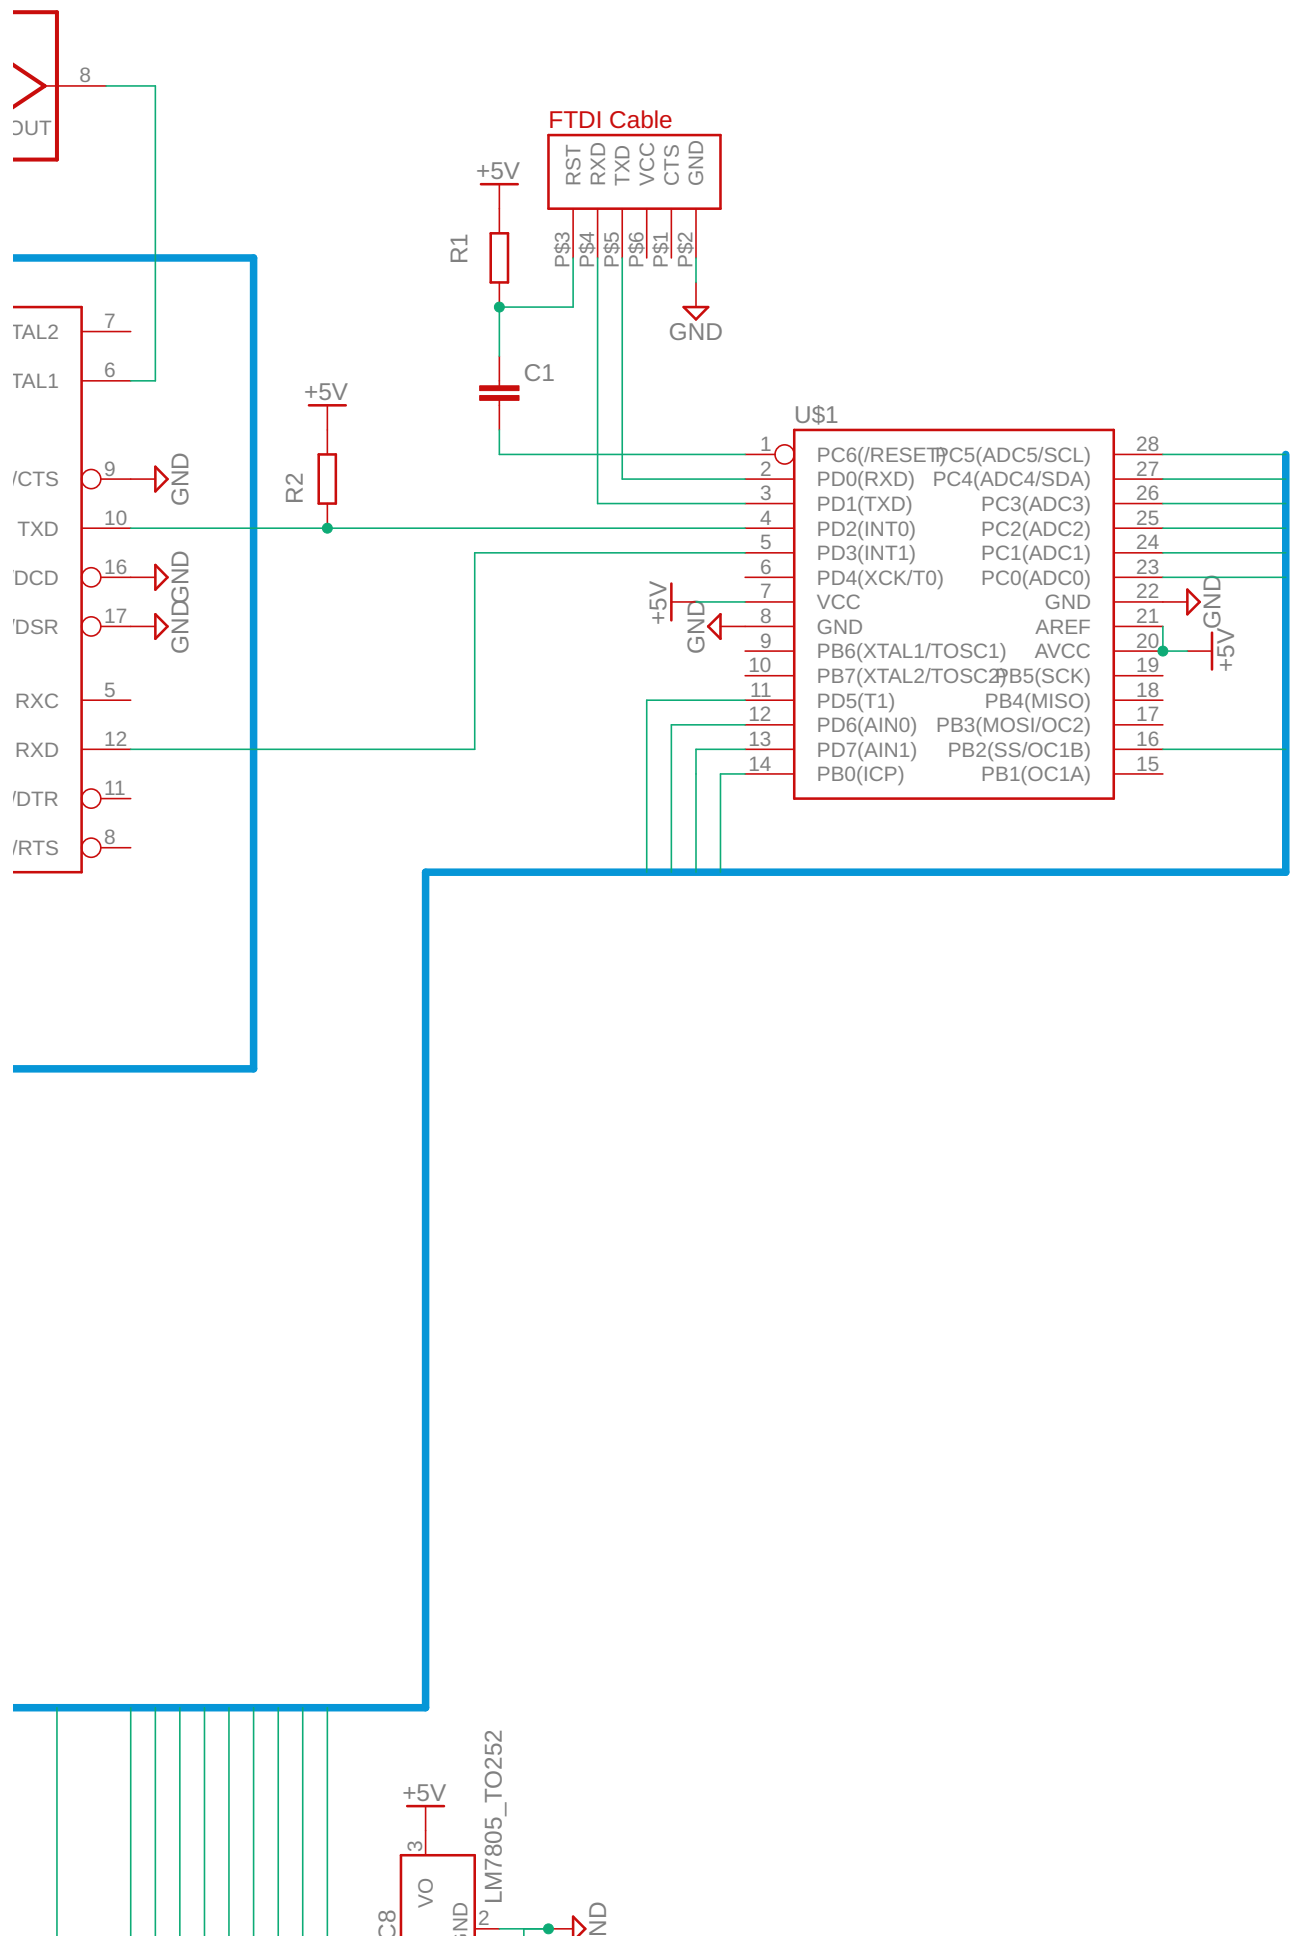 8
OUT
FTDI Cable
RST
RXD
TXD
VCC
CTS
GND
P$3
P$4
P$5
P$6
P$1
P$2
GND
+5V
R1
C1
TAL2
7
TAL1
6
+5V
R2
/CTS
9
GND
TXD
10
/DCD
16
GND
/DSR
17
GND
RXC
5
RXD
12
/DTR
11
/RTS
8
U$1
1 PC6(/RESET) PC5(ADC5/SCL) 28
2 PD0(RXD) PC4(ADC4/SDA) 27
3 PD1(TXD) PC3(ADC3) 26
4 PD2(INT0) PC2(ADC2) 25
5 PD3(INT1) PC1(ADC1) 24
6 PD4(XCK/T0) PC0(ADC0) 23
+5V 7 VCC GND 22 GND
GND 8 GND AREF 21
9 PB6(XTAL1/TOSC1) AVCC 20 +5V
10 PB7(XTAL2/TOSC2) PB5(SCK) 19
11 PD5(T1) PB4(MISO) 18
12 PD6(AIN0) PB3(MOSI/OC2) 17
13 PD7(AIN1) PB2(SS/OC1B) 16
14 PB0(ICP) PB1(OC1A) 15
+5V
LM7805_TO252
3
VO
C8
GND
2
ND